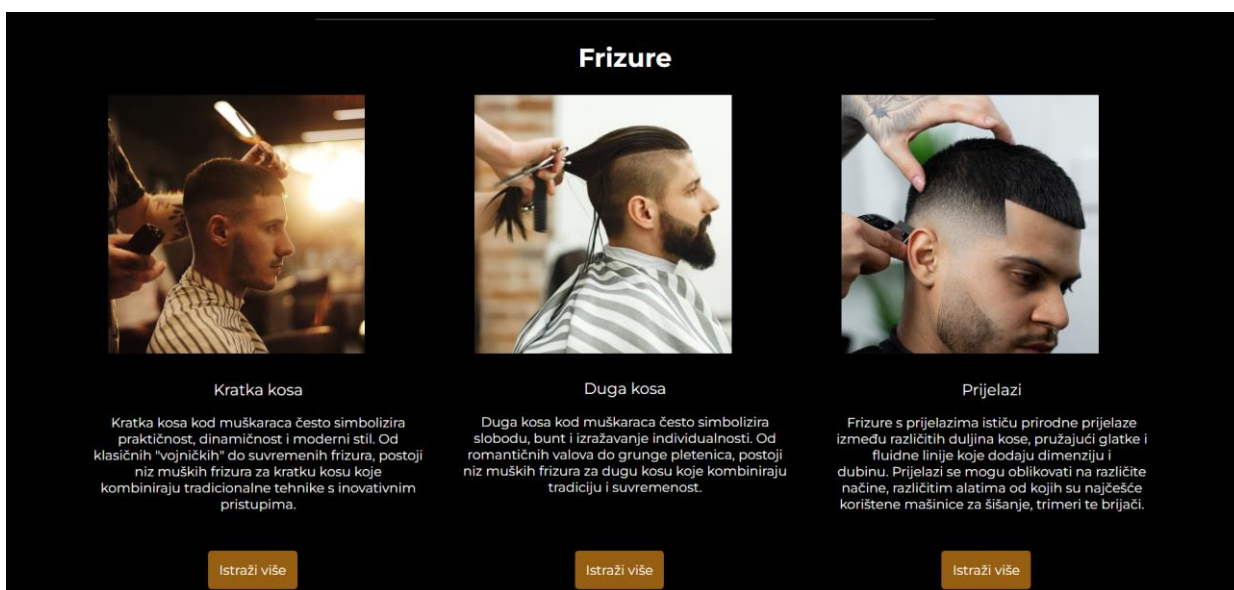 Frizure
Kratka kosa
Kratka kosa kod muškaraca često simbolizira
praktičnost, dinamičnost i moderni stil. Od
klasičnih "vojničkih" do suvremenih frizura, postoji
niz muških frizura za kratku kosu koje
kombiniraju tradicionalne tehnike s inovativnim
pristupima.
Istraži više
Duga kosa
Duga kosa kod muškaraca često simbolizira
slobodu, bunt i izražavanje individualnosti. Od
romantičnih valova do grunge pletenica, postoji
niz muških frizura za dugu kosu koje kombiniraju
tradiciju i suvremenost.
Istraži više
Prijelazi
Frizure s prijelazima ističu prirodne prijelaze
između različitih duljina kose, pružajući glatke i
fluidne linije koje dodaju dimenziju i
dubinu. Prijelazi se mogu oblikovati na različite
načine, različitim alatima od kojih su najčešće
korištene mašinice za šišanje, trimeri te brijači.
Istraži više